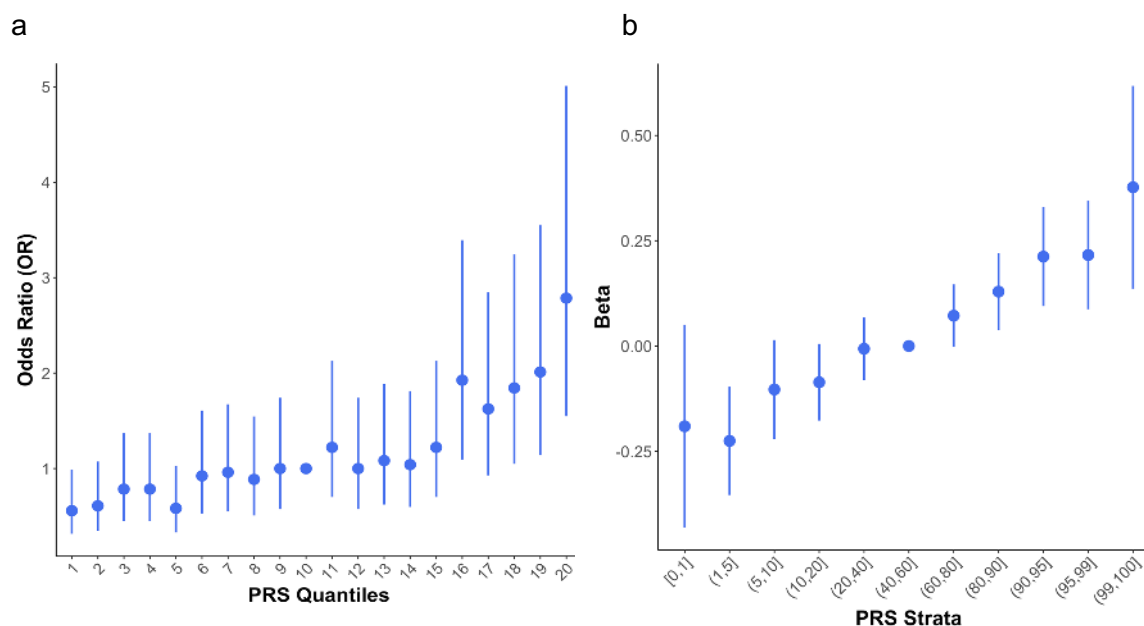 a
b
Odds Ratio (OR)
5
4
3
2
1
1 2 3 4 5 6 7 8 9 10 11 12 13 14 15 16 17 18 19 20
PRS Quantiles
Beta
0.50
0.25
0.00
-0.25
[0,1] (1,5] (5,10] (10,20] (20,40] (40,60] (60,80] (80,90] (90,95] (95,99] (99,100]
PRS Strata